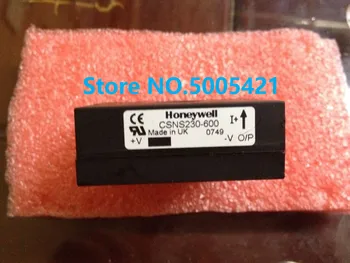 Store NO.5005421
Honeywell
CSNS230-600
CE Made in UK 0749
I+
+V -V O/P